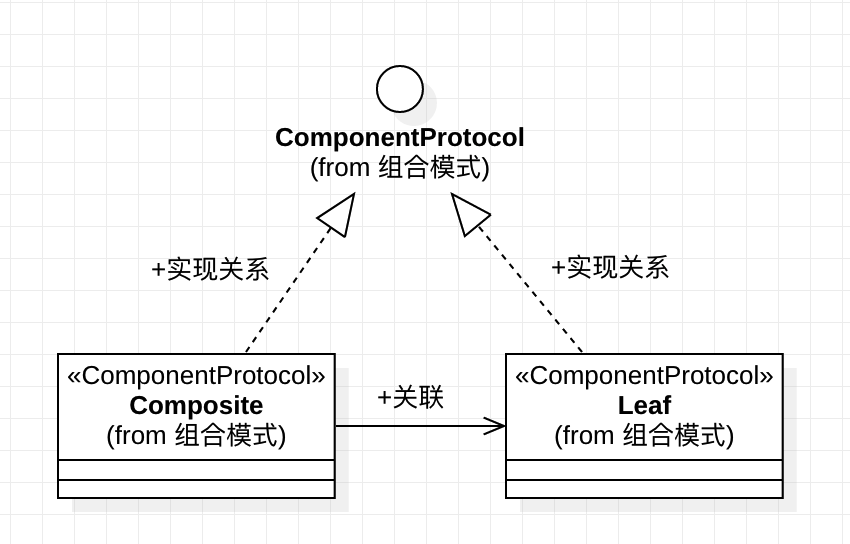 ComponentProtocol
(from 组合模式)
+实现关系
+实现关系
«ComponentProtocol»
Composite
(from 组合模式)
+关联
«ComponentProtocol»
Leaf
(from 组合模式)